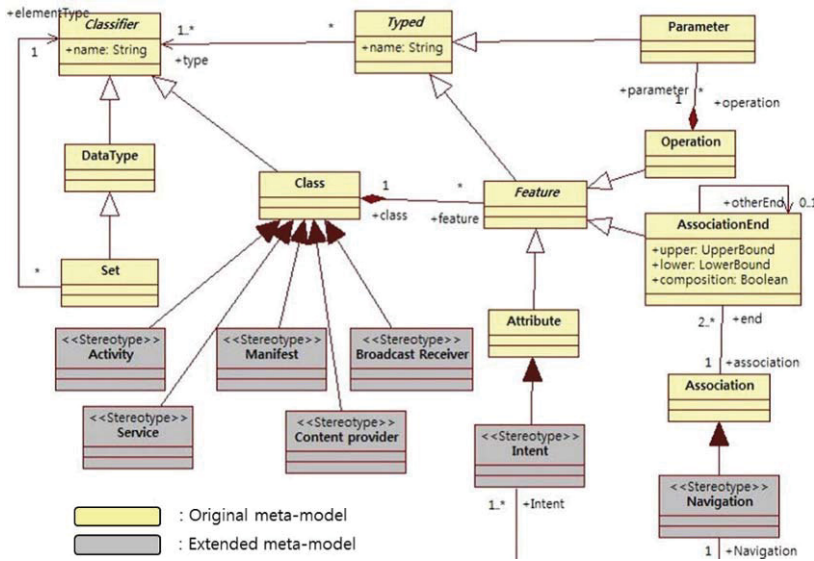 +elementType
1
Classifier
+name: String
1..*
+type
*
Typed
+name: String
Parameter
+parameter
*
1
+operation
Operation
DataType
Class
1
+class
*
+feature
Feature
+otherEnd
0..1
AssociationEnd
+upper: UpperBound
+lower: LowerBound
+composition: Boolean
*
Set
<<Stereotype>>
Activity
<<Stereotype>>
Manifest
<<Stereotype>>
Broadcast Receiver
Attribute
2..*
+end
1
+association
Association
<<Stereotype>>
Service
<<Stereotype>>
Content provider
<<Stereotype>>
Intent
<<Stereotype>>
Navigation
1..*
+Intent
1
+Navigation
: Original meta-model
: Extended meta-model